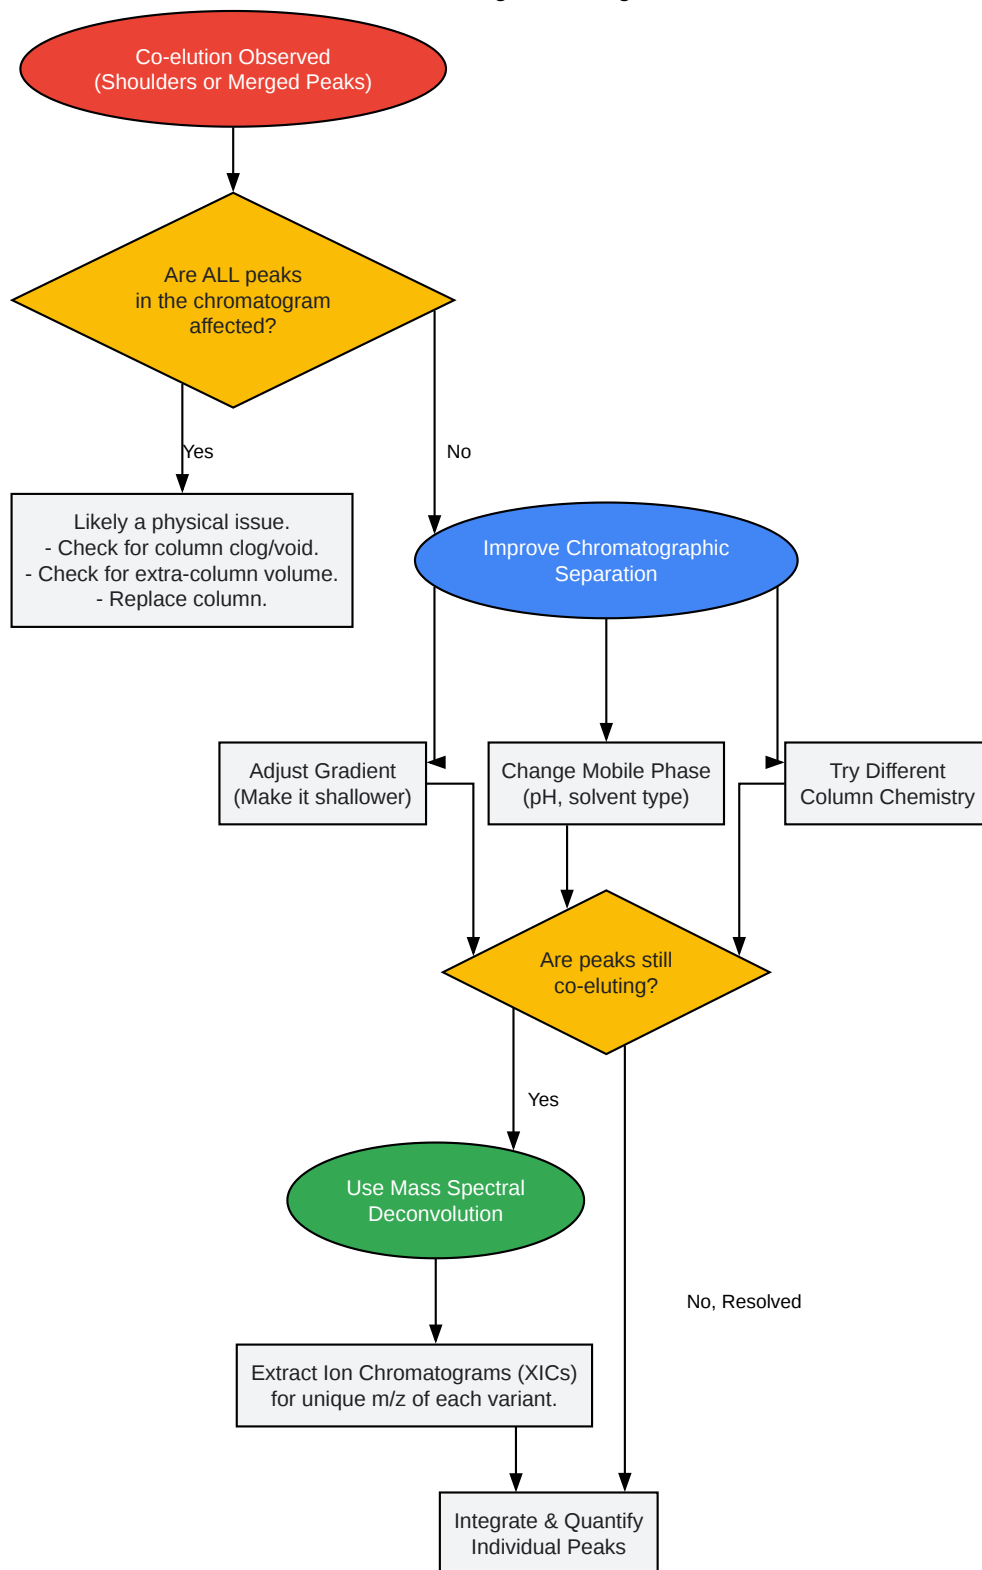 Co-elution Observed
(Shoulders or Merged Peaks)
Are ALL peaks
in the chromatogram
affected?
Yes
No
Likely a physical issue.
- Check for column clog/void.
- Check for extra-column volume.
- Replace column.
Improve Chromatographic
Separation
Adjust Gradient
(Make it shallower)
Change Mobile Phase
(pH, solvent type)
Try Different
Column Chemistry
Are peaks still
co-eluting?
Yes
Use Mass Spectral
Deconvolution
No, Resolved
Extract Ion Chromatograms (XICs)
for unique m/z of each variant.
Integrate & Quantify
Individual Peaks